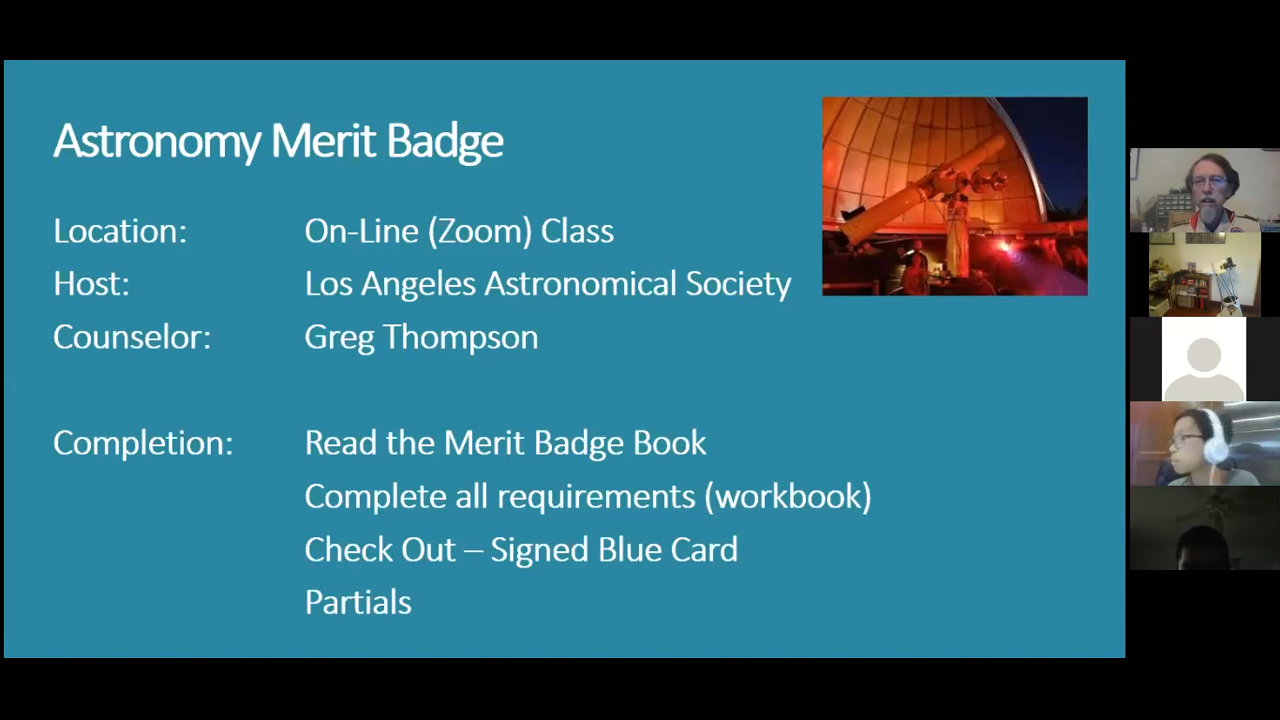 Astronomy Merit Badge
Location: On-Line (Zoom) Class
Host: Los Angeles Astronomical Society
Counselor: Greg Thompson
Completion: Read the Merit Badge Book
Complete all requirements (workbook)
Check Out – Signed Blue Card
Partials